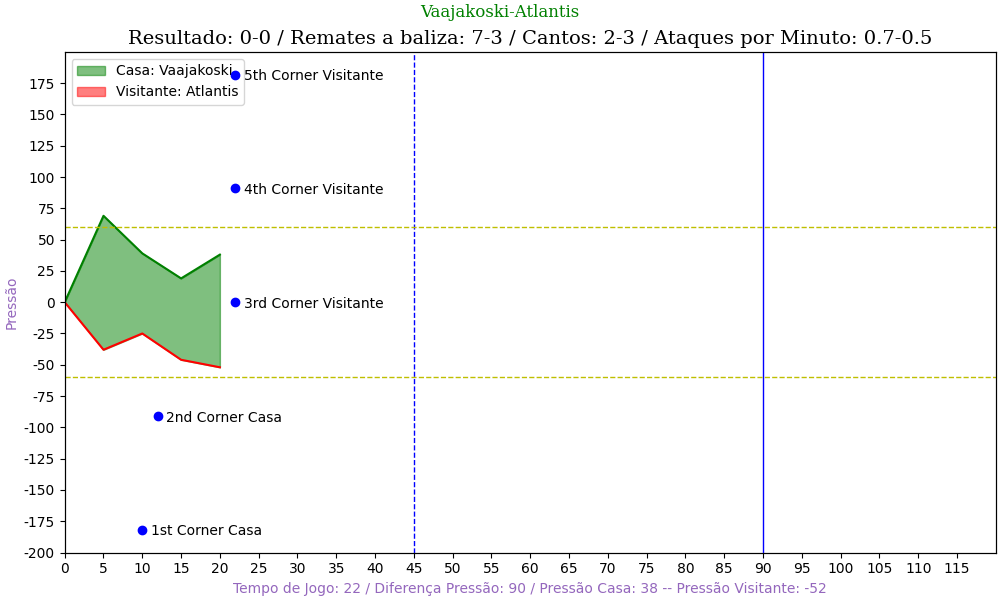 Vaajakoski-Atlantis
Resultado: 0-0 / Remates a baliza: 7-3 / Cantos: 2-3 / Ataques por Minuto: 0.7-0.5
Casa: Vaajakoski
Visitante: Atlantis
5th Corner Visitante
4th Corner Visitante
3rd Corner Visitante
2nd Corner Casa
1st Corner Casa
Pressão
175
150
125
100
75
50
25
0
-25
-50
-75
-100
-125
-150
-175
-200
0 5 10 15 20 25 30 35 40 45 50 55 60 65 70 75 80 85 90 95 100 105 110 115
Tempo de Jogo: 22 / Diferença Pressão: 90 / Pressão Casa: 38 -- Pressão Visitante: -52